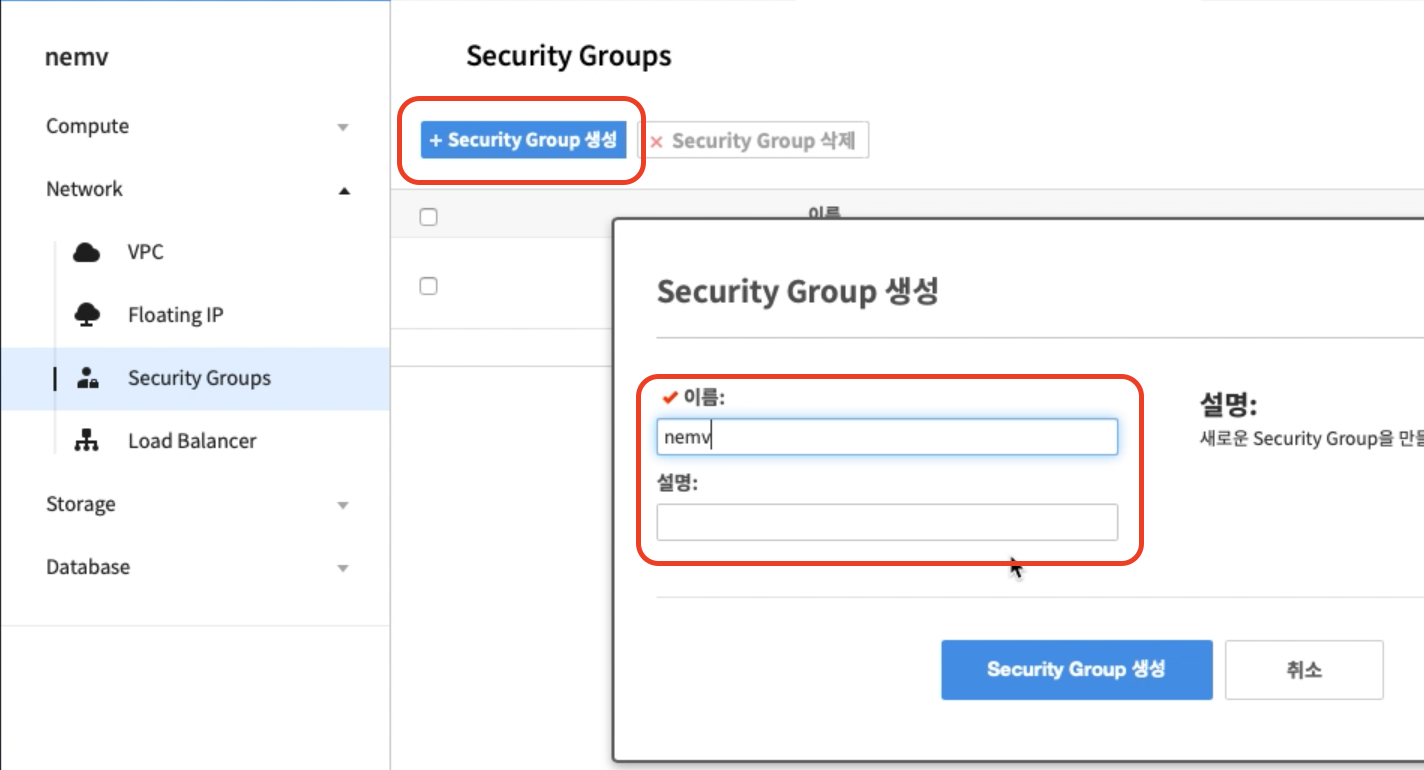 nemv
Compute
Network
VPC
Floating IP
Security Groups
Load Balancer
Storage
Database
Security Groups
+ Security Group 생성
× Security Group 삭제
이름
Security Group 생성
이름:
nemv
설명:
설명:
새로운 Security Group을
Security Group 생성
취소